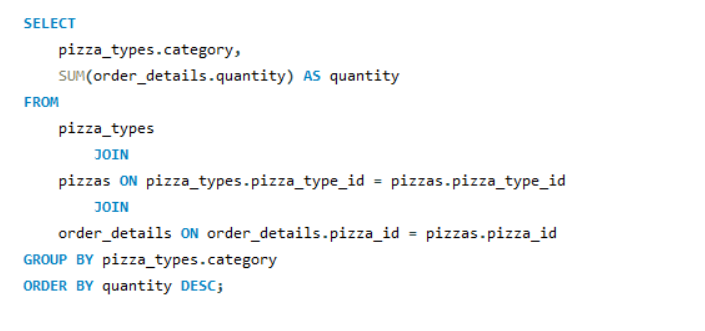 SELECT
    pizza_types.category,
    SUM(order_details.quantity) AS quantity
FROM
    pizza_types
        JOIN
    pizzas ON pizza_types.pizza_type_id = pizzas.pizza_type_id
        JOIN
    order_details ON order_details.pizza_id = pizzas.pizza_id
GROUP BY pizza_types.category
ORDER BY quantity DESC;